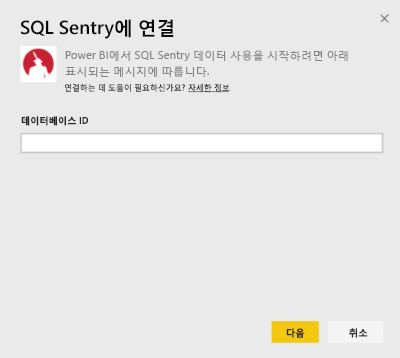 SQL Sentry에 연결
Power BI에서 SQL Sentry 데이터 사용을 시작하려면 아래
표시되는 메시지에 따릅니다.
연결하는 데 도움이 필요하신가요? 자세한 정보
데이터베이스 ID
다음
취소